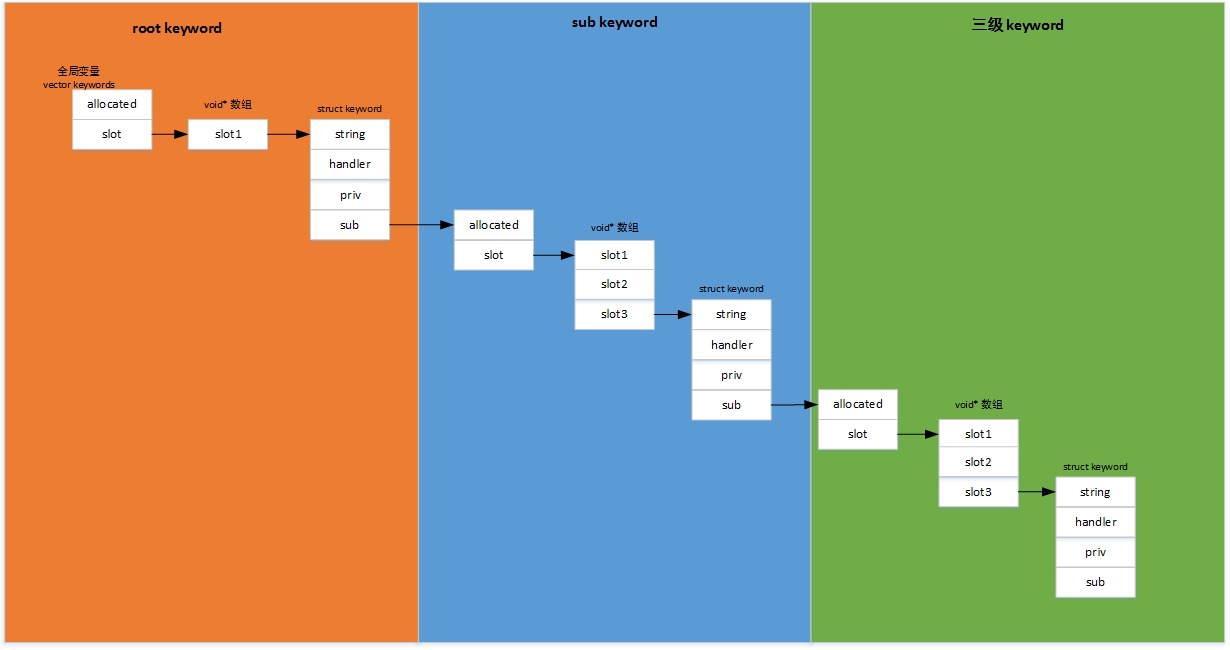 root keyword
全局变量
vector keywords
allocated
slot
void* 数组
slot1
struct keyword
string
handler
priv
sub
sub keyword
allocated
slot
void* 数组
slot1
slot2
slot3
struct keyword
string
handler
priv
sub
三级 keyword
allocated
slot
void* 数组
slot1
slot2
slot3
struct keyword
string
handler
priv
sub